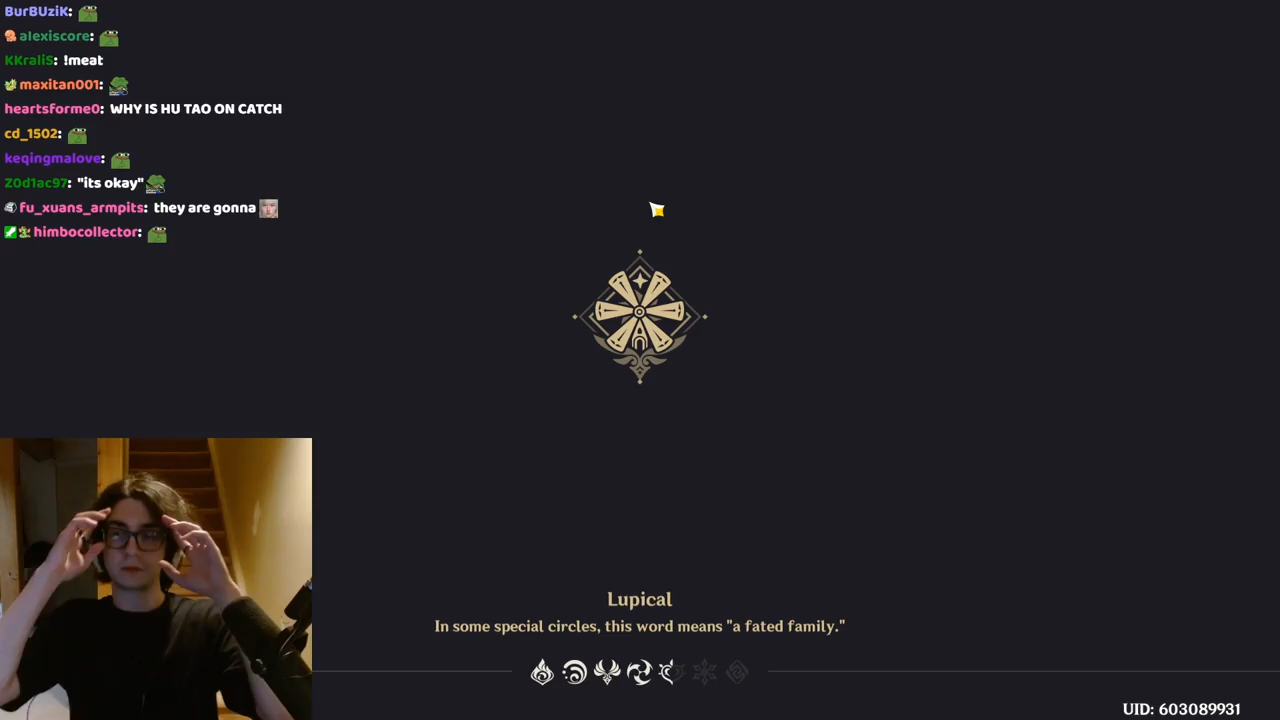 BurBUziK:
alexiscore:
KKraliS: !meat
maxitan001:
heartsforme0: WHY IS HU TAO ON CATCH
cd_1502:
keqingmalove:
Z0d1ac97: "its okay"
fu_xuans_armpits: they are gonna
himbocollector:
Lupical
In some special circles, this word means "a fated family."
UID: 603089931